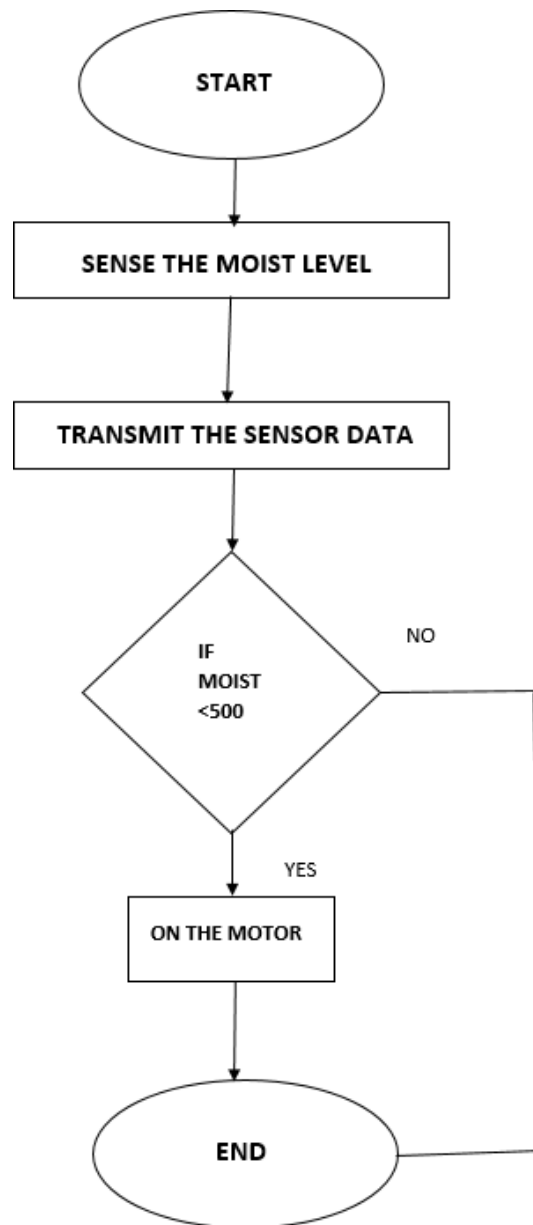 START
SENSE THE MOIST LEVEL
TRANSMIT THE SENSOR DATA
IF
MOIST
<500
NO
YES
ON THE MOTOR
END